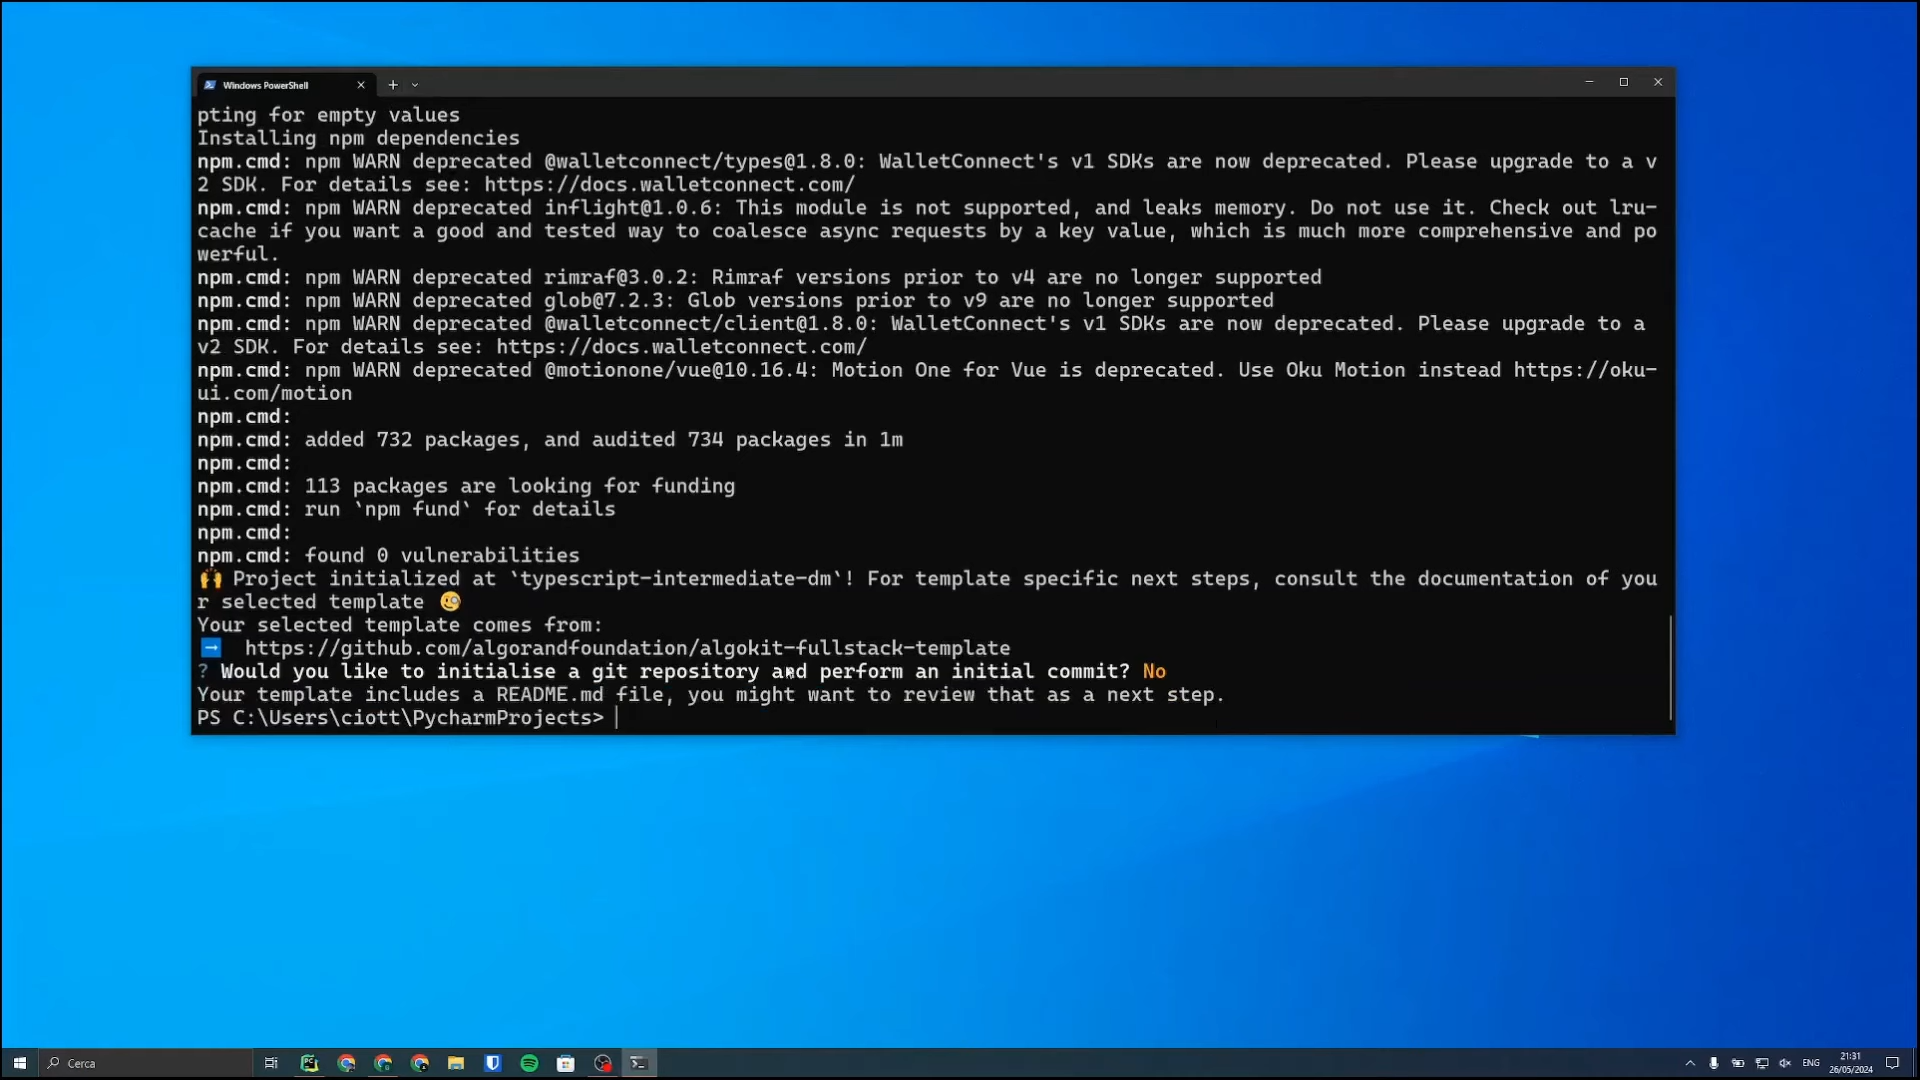 Windows PowerShell
pting for empty values
Installing npm dependencies
npm.cmd: npm WARN deprecated @walletconnect/types@1.8.0: WalletConnect's v1 SDKs are now deprecated. Please upgrade to a v
2 SDK. For details see: https://docs.walletconnect.com/
npm.cmd: npm WARN deprecated inflight@1.0.6: This module is not supported, and leaks memory. Do not use it. Check out lru-
cache if you want a good and tested way to coalesce async requests by a key value, which is much more comprehensive and po
werful.
npm.cmd: npm WARN deprecated rimraf@3.0.2: Rimraf versions prior to v4 are no longer supported
npm.cmd: npm WARN deprecated glob@7.2.3: Glob versions prior to v9 are no longer supported
npm.cmd: npm WARN deprecated @walletconnect/client@1.8.0: WalletConnect's v1 SDKs are now deprecated. Please upgrade to a
v2 SDK. For details see: https://docs.walletconnect.com/
npm.cmd: npm WARN deprecated @motionone/vue@10.16.4: Motion One for Vue is deprecated. Use Oku Motion instead https://oku-
ui.com/motion
npm.cmd:
npm.cmd: added 732 packages, and audited 734 packages in 1m
npm.cmd:
npm.cmd: 113 packages are looking for funding
npm.cmd: run `npm fund` for details
npm.cmd:
npm.cmd: found 0 vulnerabilities
🙌 Project initialized at `typescript-intermediate-dm`! For template specific next steps, consult the documentation of you
r selected template 🧐
Your selected template comes from:
➡️ https://github.com/algorandfoundation/algokit-fullstack-template
? Would you like to initialise a git repository and perform an initial commit? No
Your template includes a README.md file, you might want to review that as a next step.
PS C:\Users\ciott\PycharmProjects>
Cerca
ENG
21:31
26/05/2024